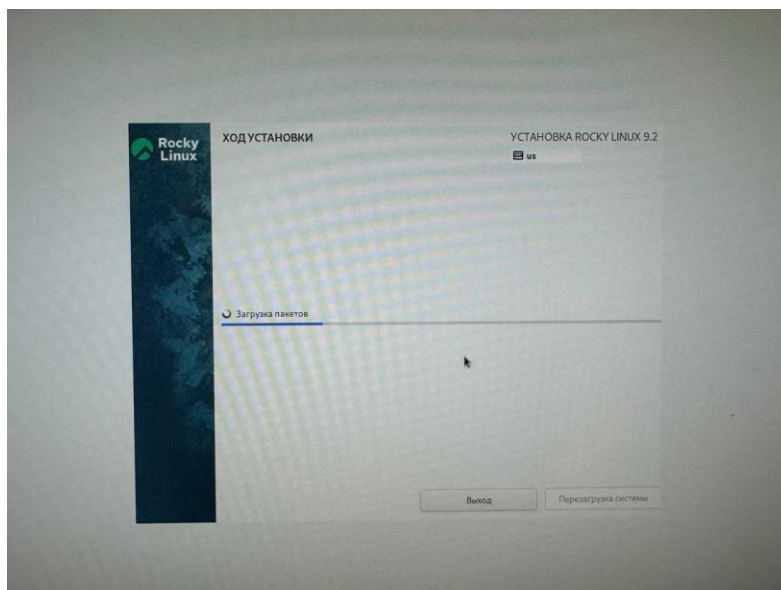 Rocky
Linux
ХОД УСТАНОВКИ
УСТАНОВКА ROCKY LINUX 9.2
us
Загрузка пакетов
Выход
Перезагрузка системы